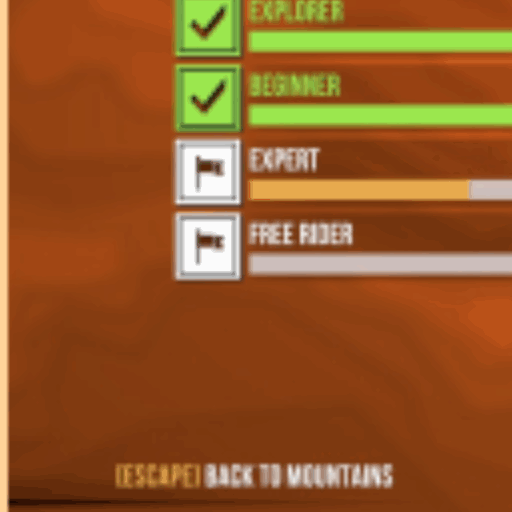 EXPLORER
BEGINNER
EXPERT
FREE RIDER
[ESCAPE] BACK TO MOUNTAINS